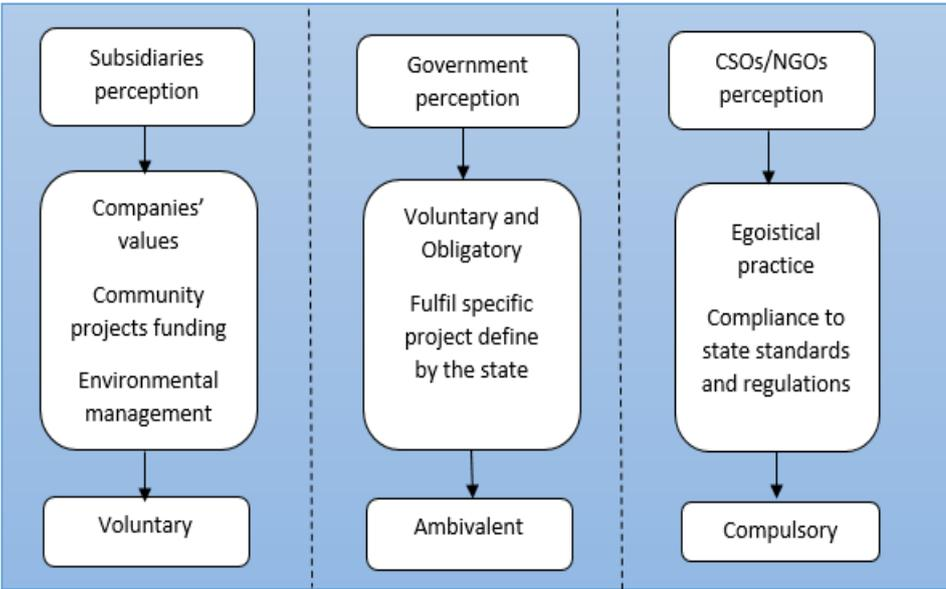 Subsidiaries
perception
Companies’
values
Community
projects funding
Environmental
management
Voluntary
Government
perception
Voluntary and
Obligatory
Fulfil specific
project define
by the state
Ambivalent
CSOs/NGOs
perception
Egoistical
practice
Compliance to
state standards
and regulations
Compulsory